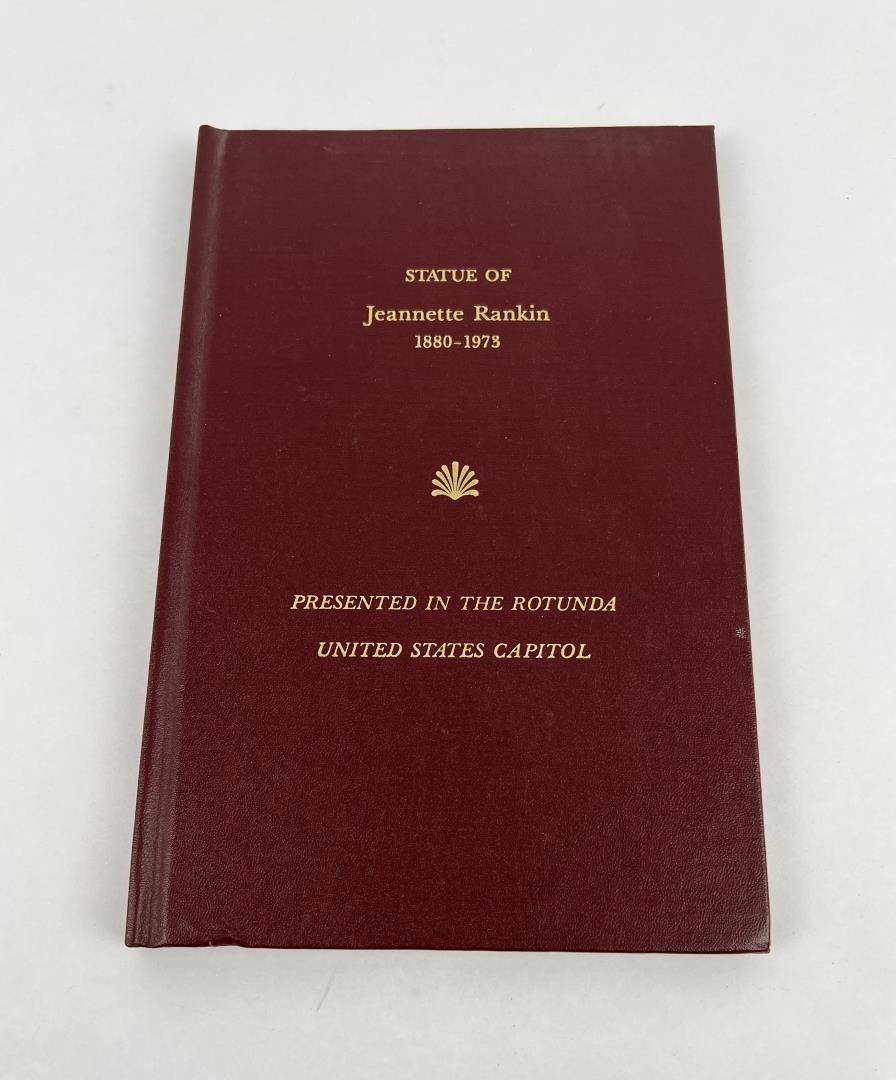 STATUE OF
Jeannette Rankin
1880-1973
PRESENTED IN THE ROTUNDA
UNITED STATES CAPITOL